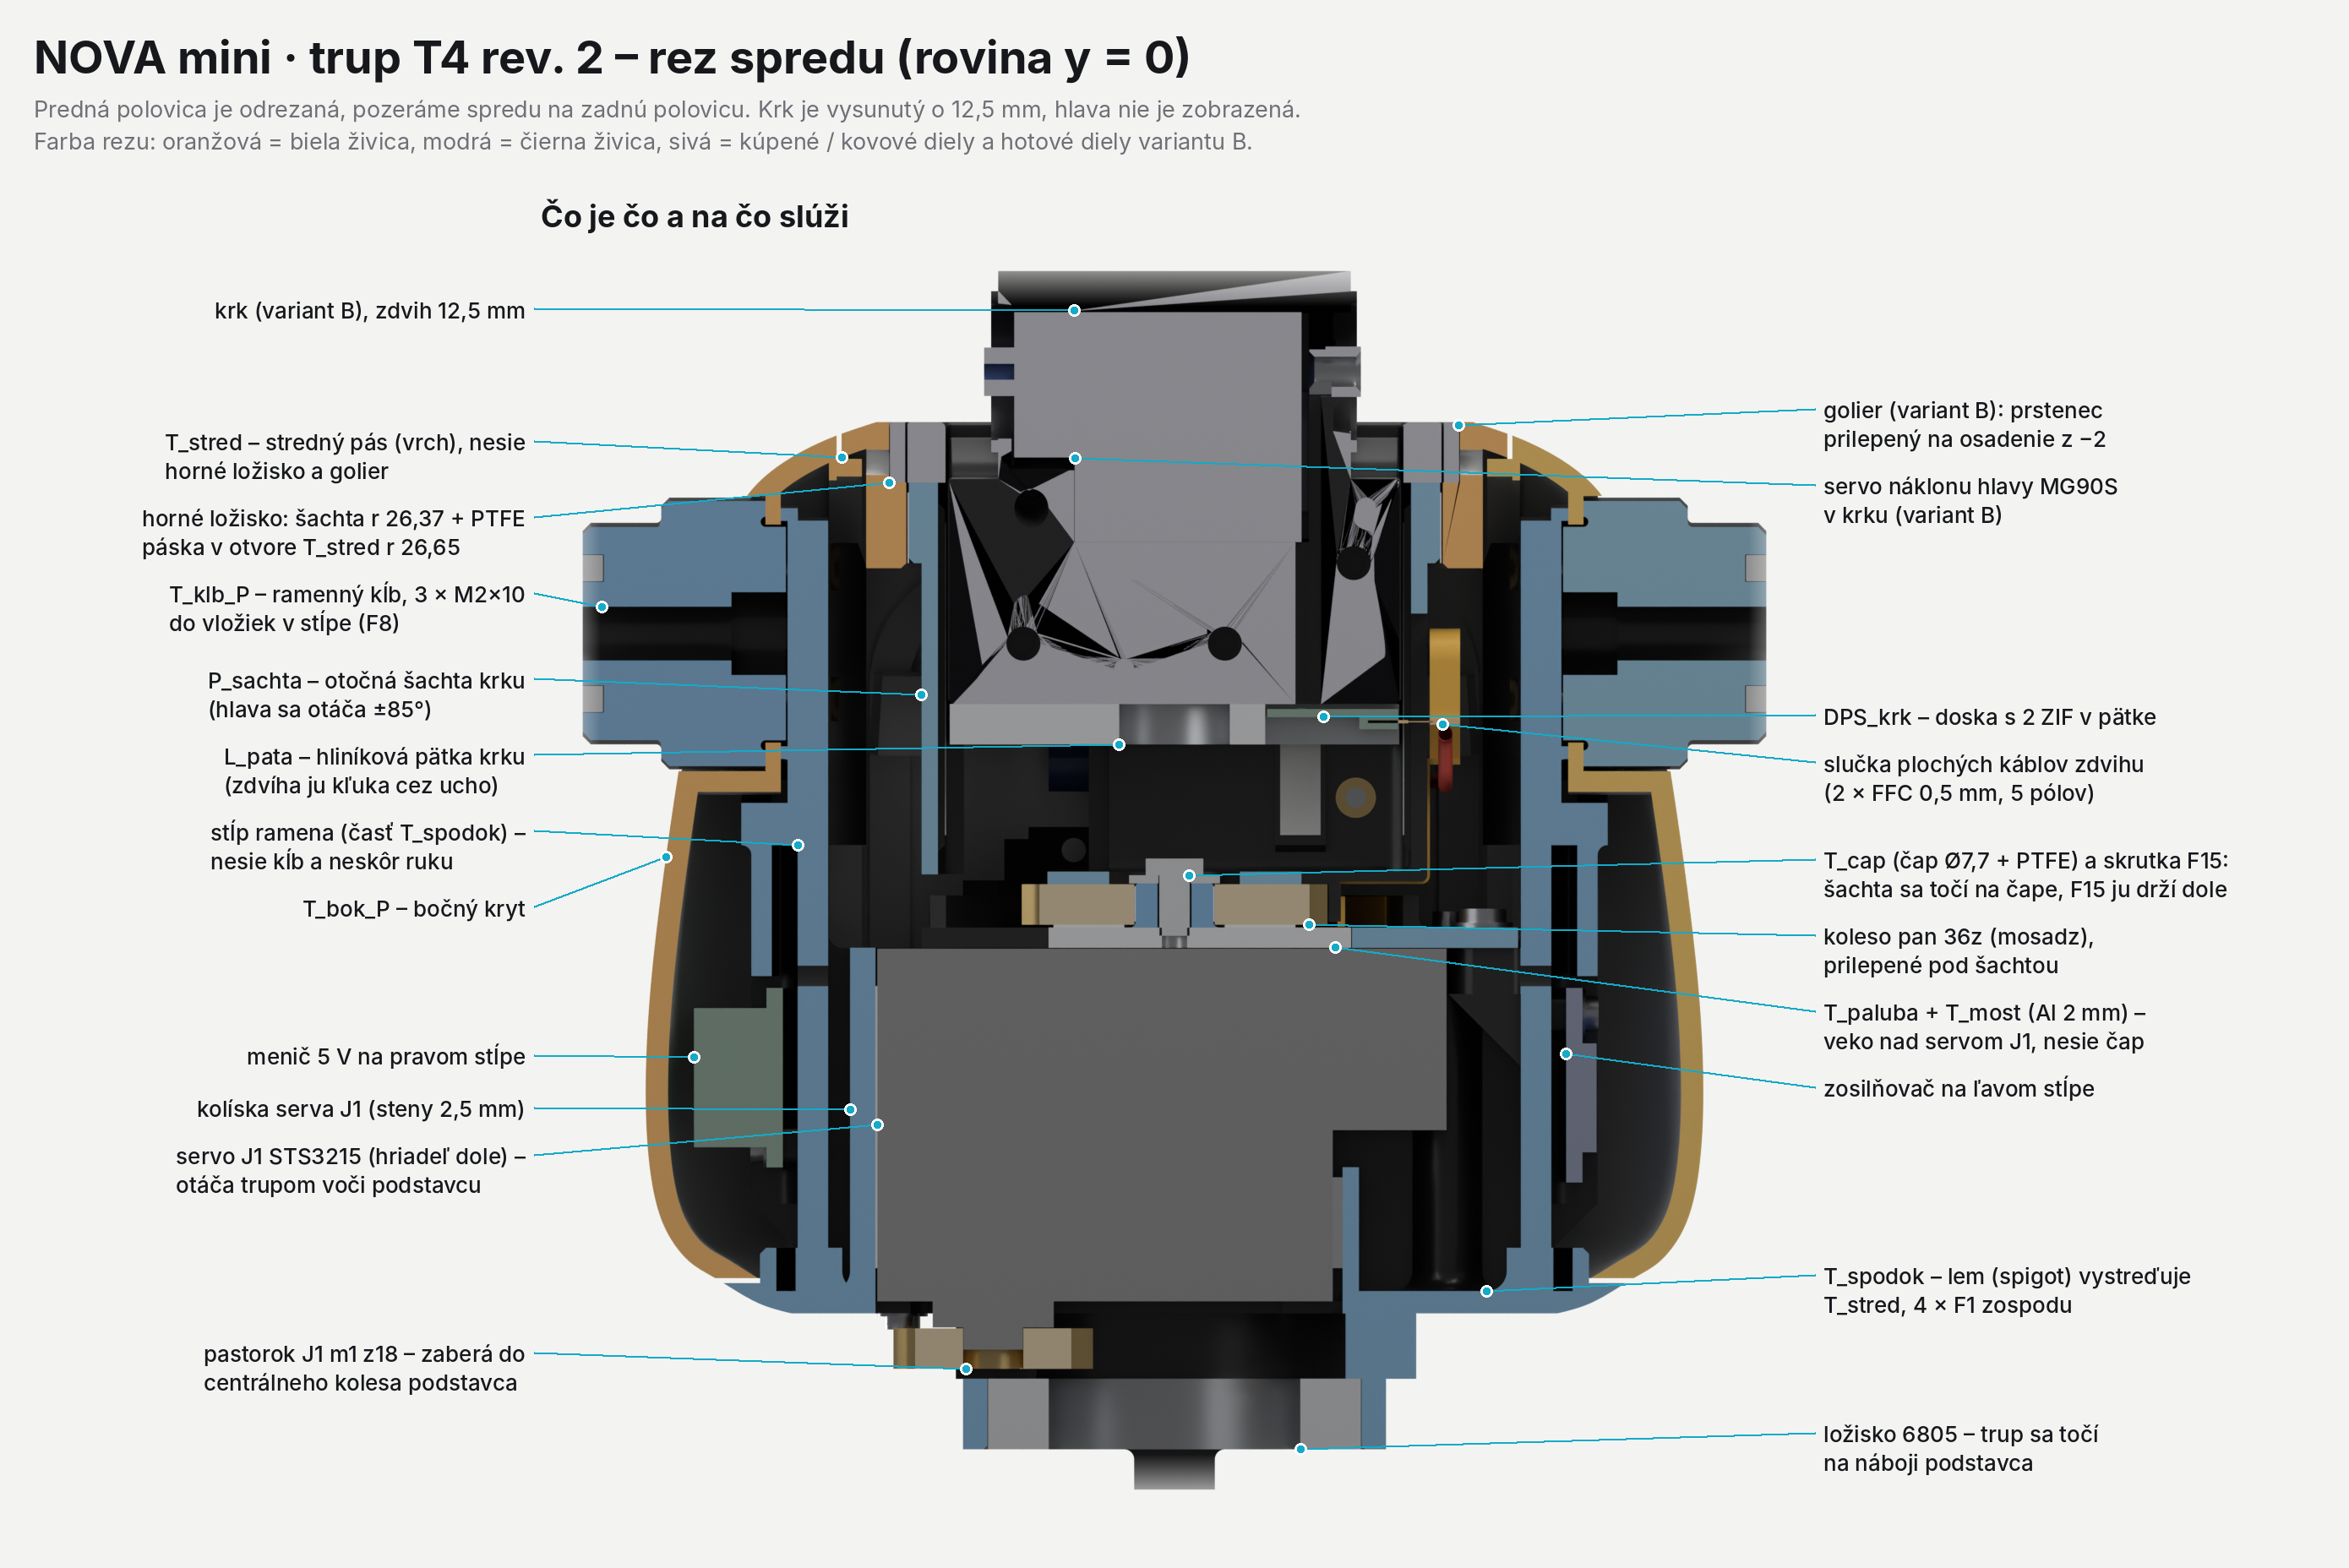 NOVA mini · trup T4 rev. 2 – rez spredu (rovina y = 0)
Predná polovica je odrezaná, pozeráme spredu na zadnú polovicu. Krk je vysunutý o 12,5 mm, hlava nie je zobrazená.
Farba rezu: oranžová = biela živica, modrá = čierna živica, sivá = kúpené / kovové diely a hotové diely variantu B.
Čo je čo a na čo slúži
krk (variant B), zdvih 12,5 mm
T_stred – stredný pás (vrch), nesie
horné ložisko a golier
horné ložisko: šachta r 26,37 + PTFE
páska v otvore T_stred r 26,65
T_klb_P – ramenný kĺb, 3 × M2×10
do vložiek v stĺpe (F8)
P_sachta – otočná šachta krku
(hlava sa otáča ±85°)
L_pata – hliníková pätka krku
(zdvíha ju kľuka cez ucho)
stĺp ramena (časť T_spodok) –
nesie kĺb a neskôr ruku
T_bok_P – bočný kryt
menič 5 V na pravom stĺpe
kolíska serva J1 (steny 2,5 mm)
servo J1 STS3215 (hriadeľ dole) –
otáča trupom voči podstavcu
pastorok J1 m1 z18 – zaberá do
centrálneho kolesa podstavca
golier (variant B): prstenec
prilepený na osadenie z −2
servo náklonu hlavy MG90S
v krku (variant B)
DPS_krk – doska s 2 ZIF v pätke
slučka plochých káblov zdvihu
(2 × FFC 0,5 mm, 5 pólov)
T_cap (čap Ø7,7 + PTFE) a skrutka F15:
šachta sa točí na čape, F15 ju drží dole
koleso pan 36z (mosadz),
prilepené pod šachtou
T_paluba + T_most (Al 2 mm) –
veko nad servom J1, nesie čap
zosilňovač na ľavom stĺpe
T_spodok – lem (spigot) vystreďuje
T_stred, 4 × F1 zospodu
ložisko 6805 – trup sa točí
na náboji podstavca